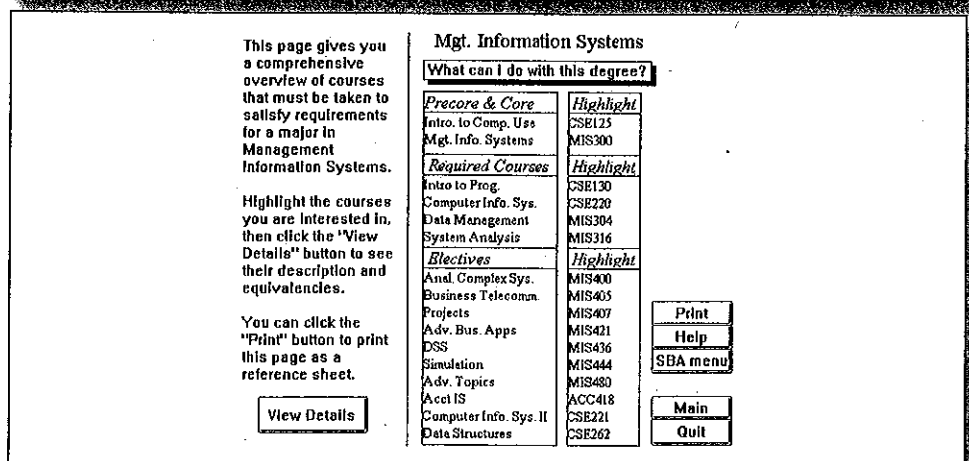 This page gives you
a comprehensive
overview of courses
that must be taken to
satisfy requirements
for a major in
Management
Information Systems.
Highlight the courses
you are interested in,
then click the "View
Details" button to see
their description and
equivalencies.
You can click the
"Print" button to print
this page as a
reference sheet.
View Details
Mgt. Information Systems
What can I do with this degree?
Precore & Core Highlight
Intro. to Comp. Use CSE125
Mgt. Info. Systems MIS300
Required Courses Highlight
Intro to Prog. CSE130
Computer Info. Sys. CSE220
Data Management MIS304
System Analysis MIS316
Electives Highlight
Anal. Complex Sys. MIS400
Business Telecomm. MIS405
Projects MIS407
Adv. Bus. Apps MIS421
DSS MIS436
Simulation MIS444
Adv. Topics MIS480
Acct IS ACC418
Computer Info. Sys. II CSE221
Data Structures CSE262
Print
Help
SBA menu
Main
Quit